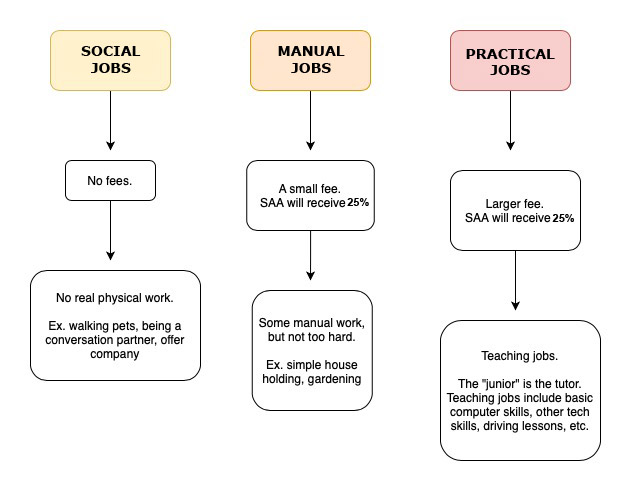 SOCIAL
JOBS
No fees.
No real physical work.
Ex. walking pets, being a
conversation partner, offer
company
MANUAL
JOBS
A small fee.
SAA will receive 25%
Some manual work,
but not too hard.
Ex. simple house
holding, gardening
PRACTICAL
JOBS
Larger fee.
SAA will receive 25%
Teaching jobs.
The "junior" is the tutor.
Teaching jobs include basic
computer skills, other tech
skills, driving lessons, etc.